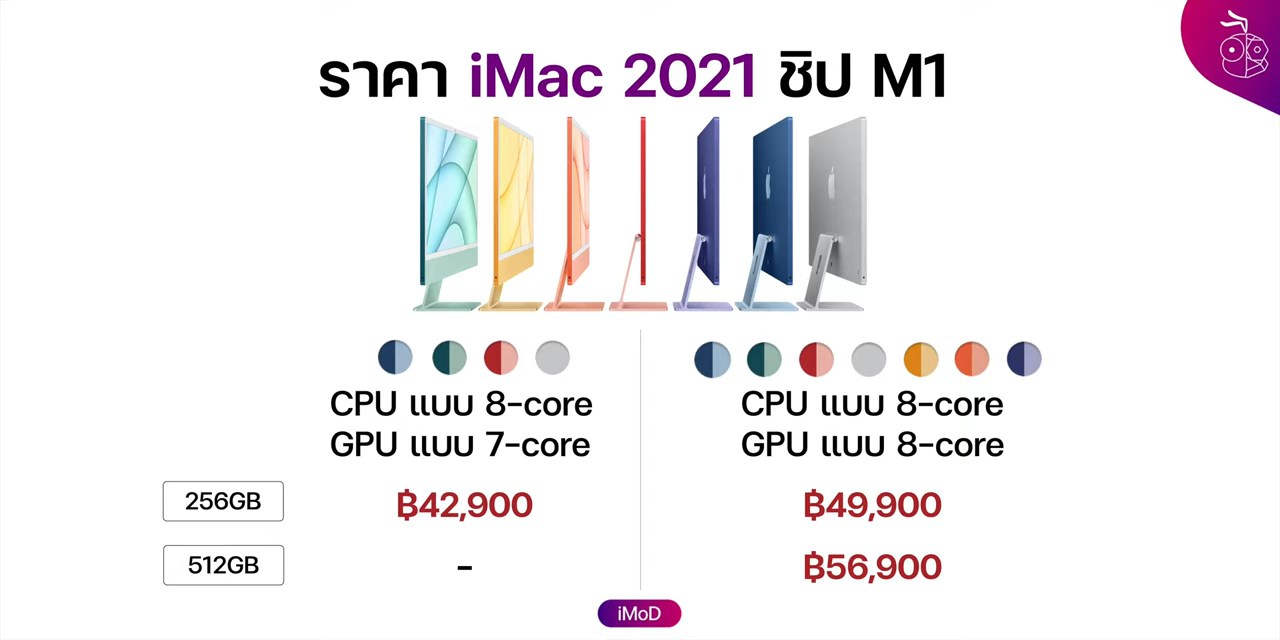 ราคา iMac 2021 ชิป M1
CPU แบบ 8-core
GPU แบบ 7-core
CPU แบบ 8-core
GPU แบบ 8-core
256GB ฿42,900 ฿49,900
512GB - ฿56,900
iMoD